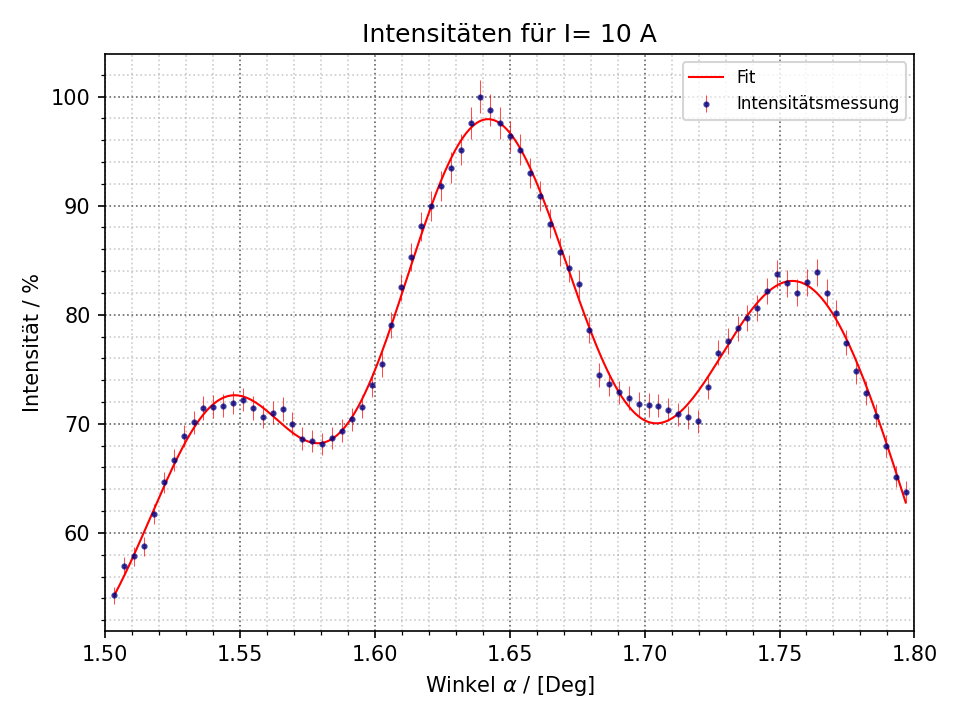 Intensitäten für I= 10 A
Fit
Intensitätsmessung
Intensität / %
100
90
80
70
60
1.50 1.55 1.60 1.65 1.70 1.75 1.80
Winkel α / [Deg]